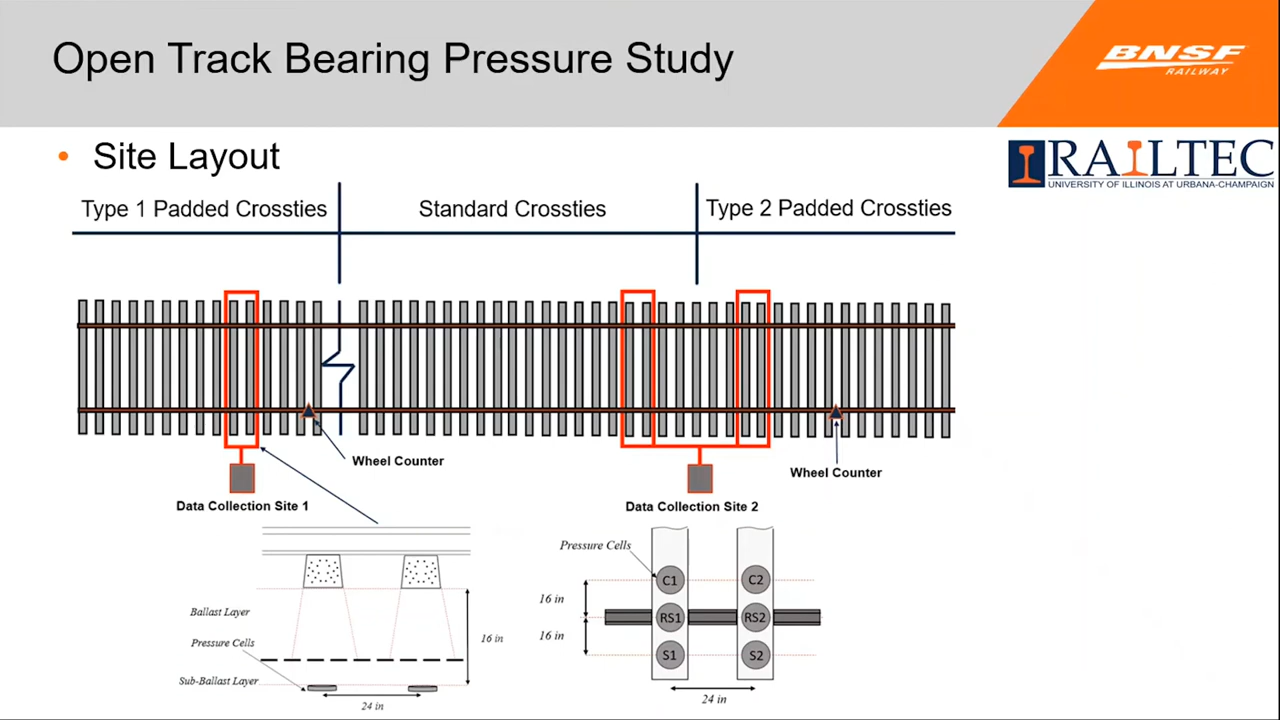 Open Track Bearing Pressure Study
BNSF
RAILWAY
• Site Layout
RAILTEC
UNIVERSITY OF ILLINOIS AT URBANA-CHAMPAIGN
Type 1 Padded Crossties
Standard Crossties
Type 2 Padded Crossties
Wheel Counter
Wheel Counter
Data Collection Site 1
Data Collection Site 2
Pressure Cells
C1
C2
16 in
Ballast Layer
RS1
RS2
16 in
16 in
Pressure Cells
S1
S2
Sub-Ballast Layer
24 in
24 in